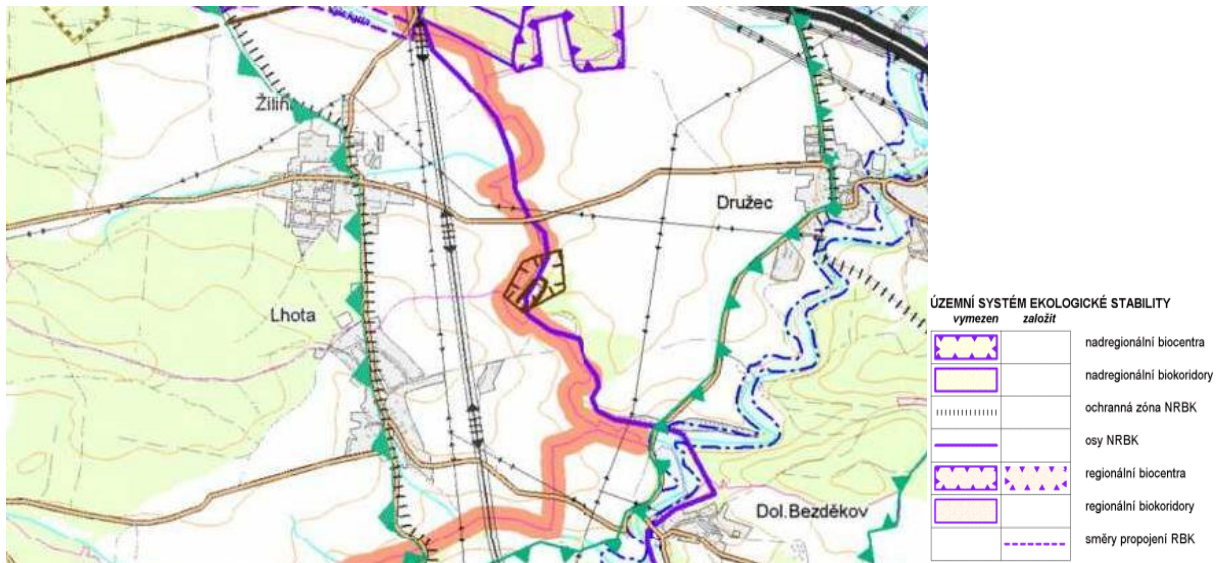 Žilin
Družec
Lhota
Dol.Bezděkov
ÚZEMNÍ SYSTÉM EKOLOGICKÉ STABILITY
vymezen založit
nadregionální biocentra
nadregionální biokoridory
ochranná zóna NRBK
osy NRBK
regionální biocentra
regionální biokoridory
směry propojení RBK